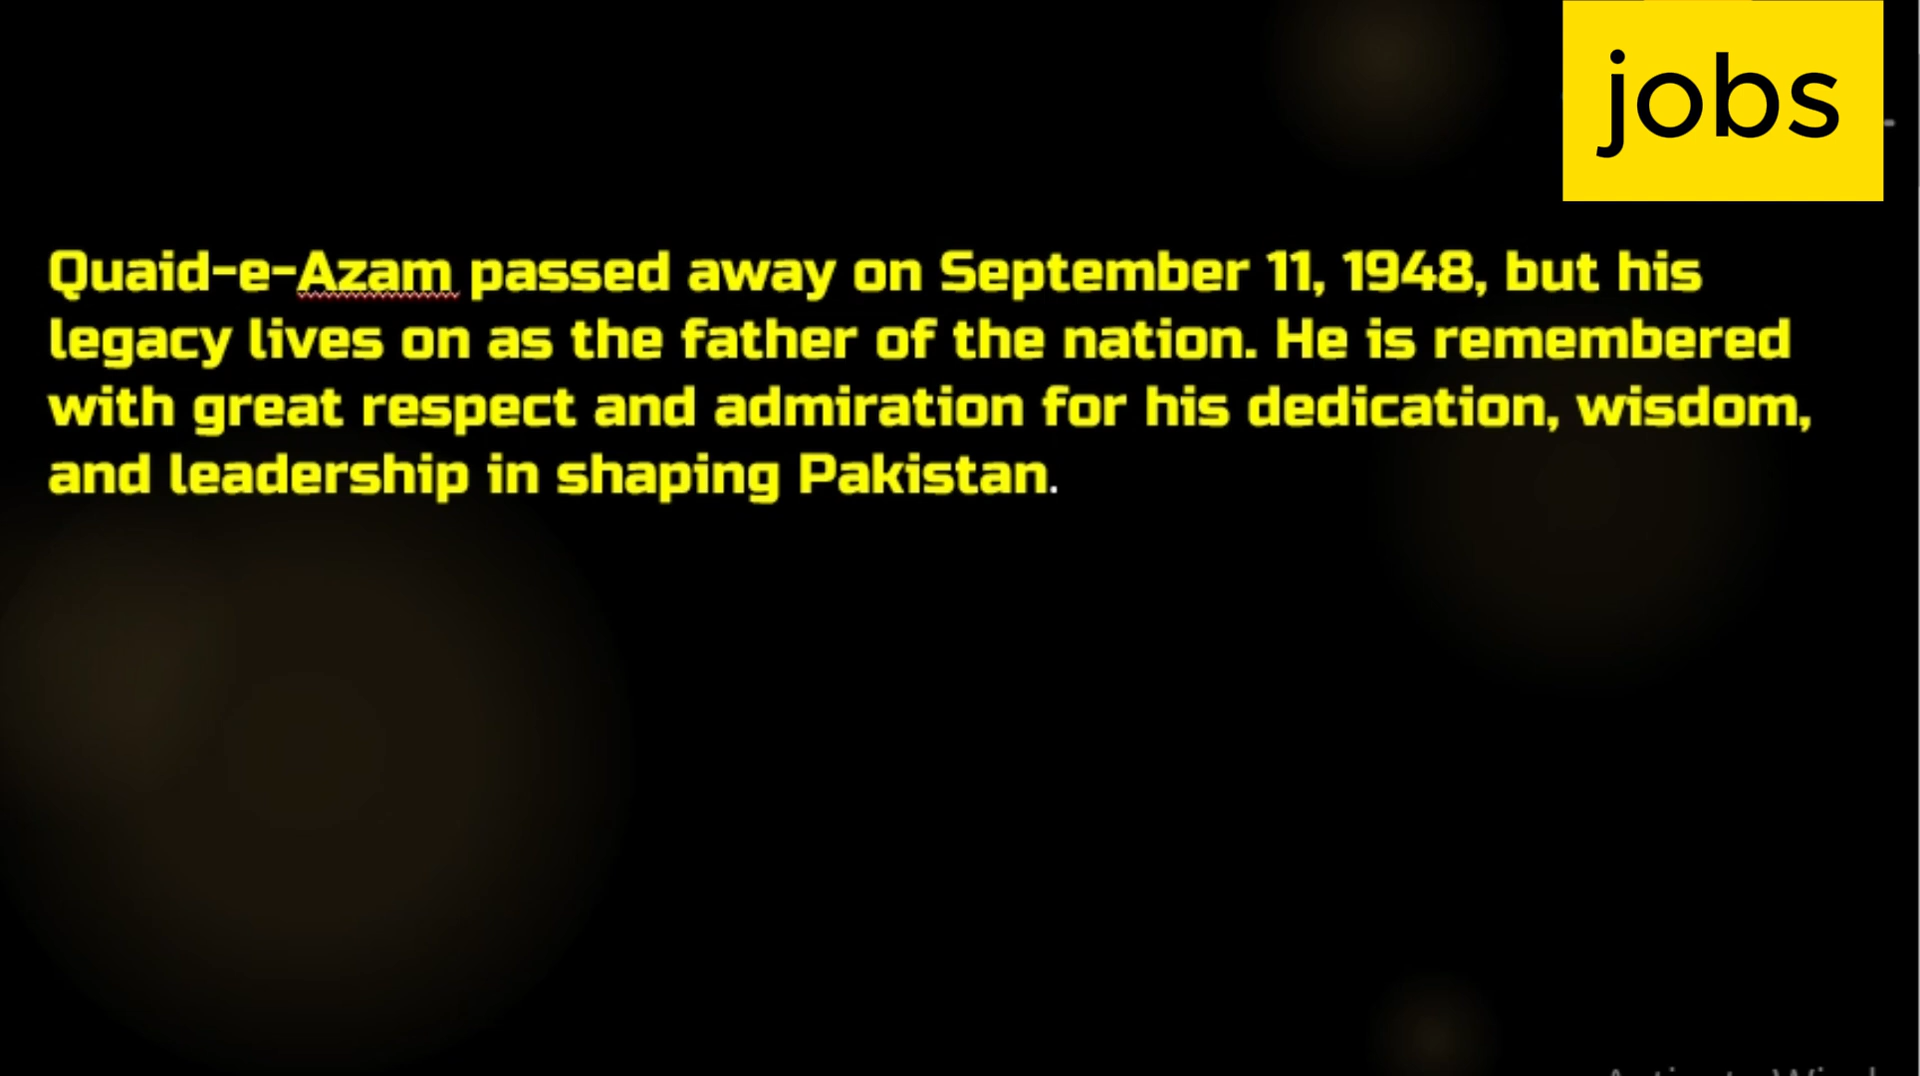 jobs
Quaid-e-Azam passed away on September 11, 1948, but his
legacy lives on as the father of the nation. He is remembered
with great respect and admiration for his dedication, wisdom,
and leadership in shaping Pakistan.